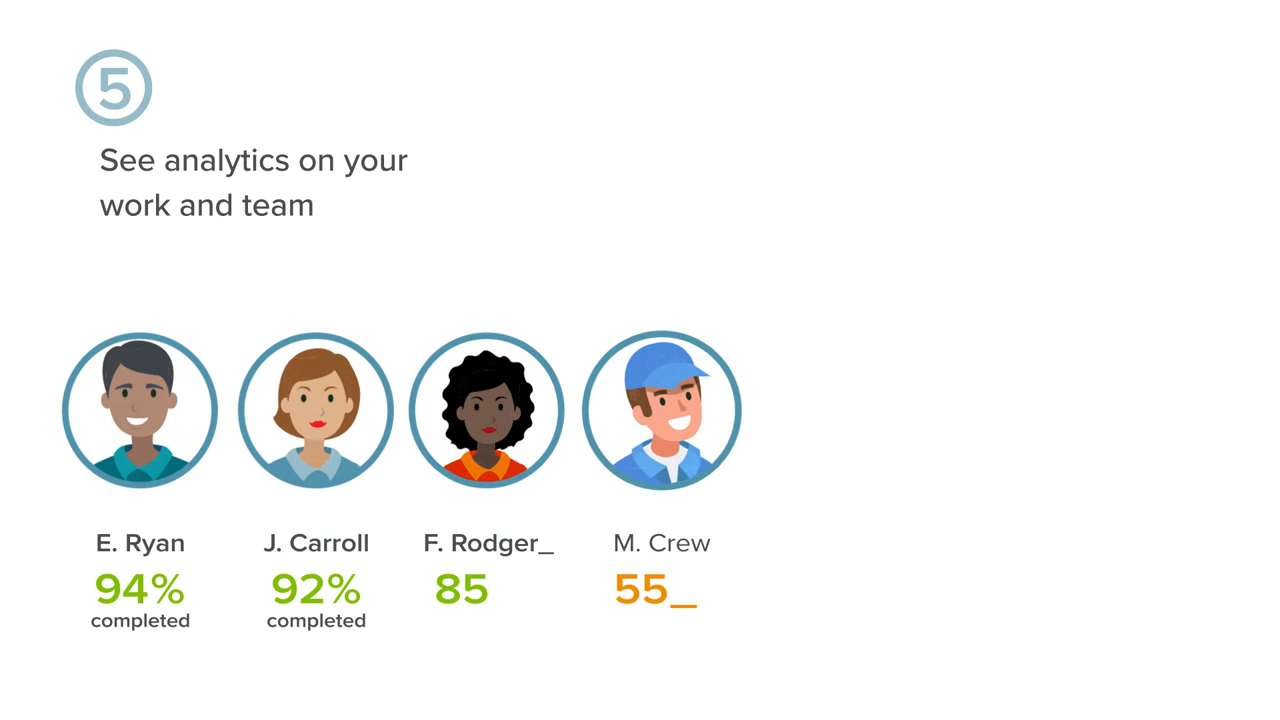 5
See analytics on your
work and team
E. Ryan
94%
completed
J. Carroll
92%
completed
F. Rodger_
85
M. Crew
55_